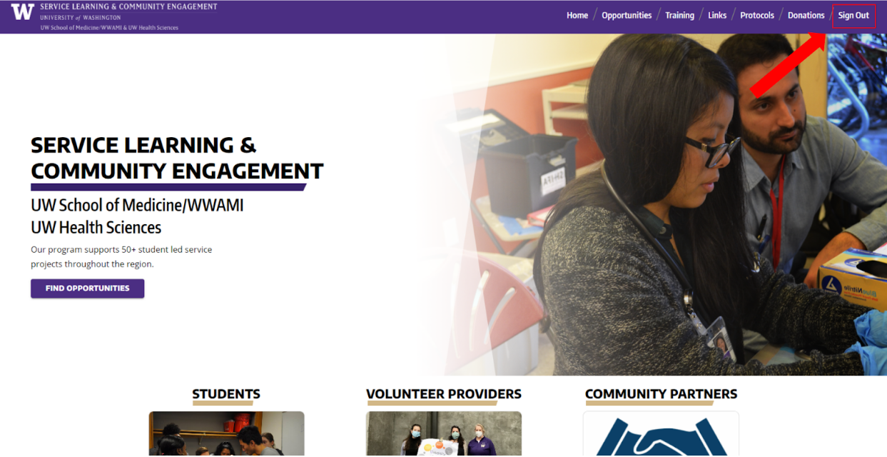 W
SERVICE LEARNING & COMMUNITY ENGAGEMENT
UNIVERSITY of WASHINGTON
UW School of Medicine/WWAMI & UW Health Sciences
Home / Opportunities / Training / Links / Protocols / Donations / Sign Out
SERVICE LEARNING &
COMMUNITY ENGAGEMENT
UW School of Medicine/WWAMI
UW Health Sciences
Our program supports 50+ student led service
projects throughout the region.
FIND OPPORTUNITIES
STUDENTS
VOLUNTEER PROVIDERS
COMMUNITY PARTNERS